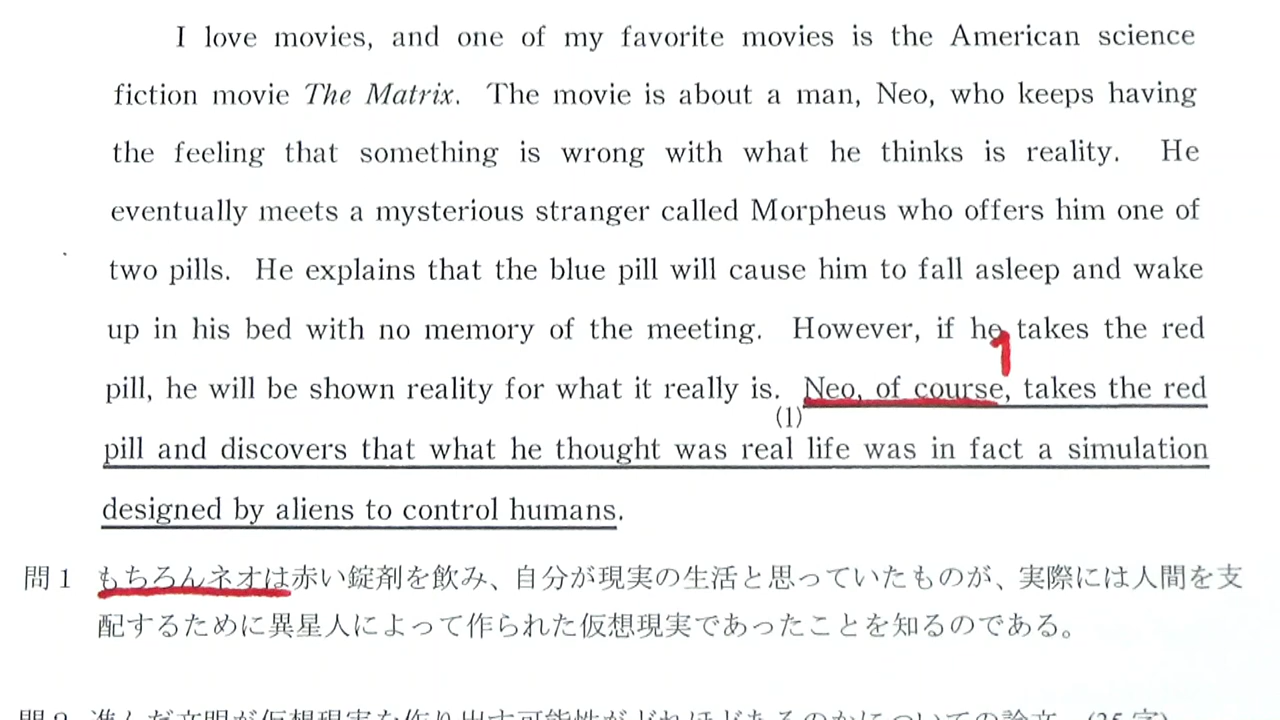 I love movies, and one of my favorite movies is the American science
fiction movie The Matrix. The movie is about a man, Neo, who keeps having
the feeling that something is wrong with what he thinks is reality. He
eventually meets a mysterious stranger called Morpheus who offers him one of
two pills. He explains that the blue pill will cause him to fall asleep and wake
up in his bed with no memory of the meeting. However, if he takes the red
1
pill, he will be shown reality for what it really is. Neo, of course, takes the red
(1)
pill and discovers that what he thought was real life was in fact a simulation
designed by aliens to control humans.
問1 もちろんネオは赤い錠剤を飲み、自分が現実の生活と思っていたものが、実際には人間を支
配するために異星人によって作られた仮想現実であったことを知るのである。